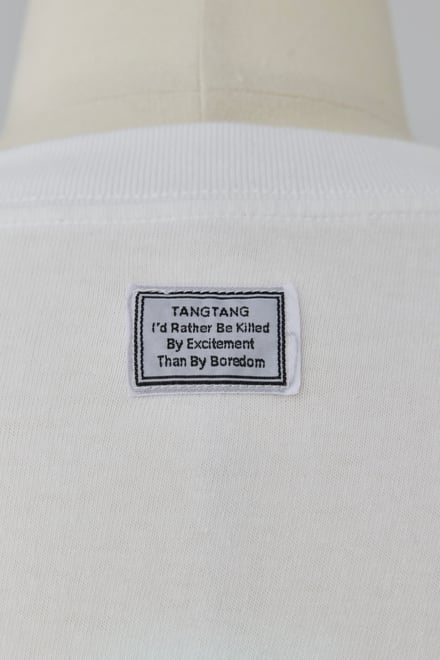 TANGTANG
I'd Rather Be Killed
By Excitement
Than By Boredom